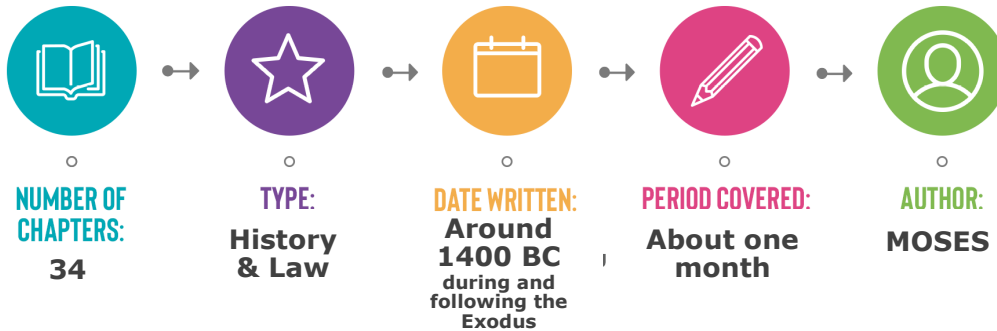 NUMBER OF
CHAPTERS:
34
TYPE:
History
& Law
DATE WRITTEN:
Around
1400 BC
during and
following the
Exodus
PERIOD COVERED:
About one
month
AUTHOR:
MOSES